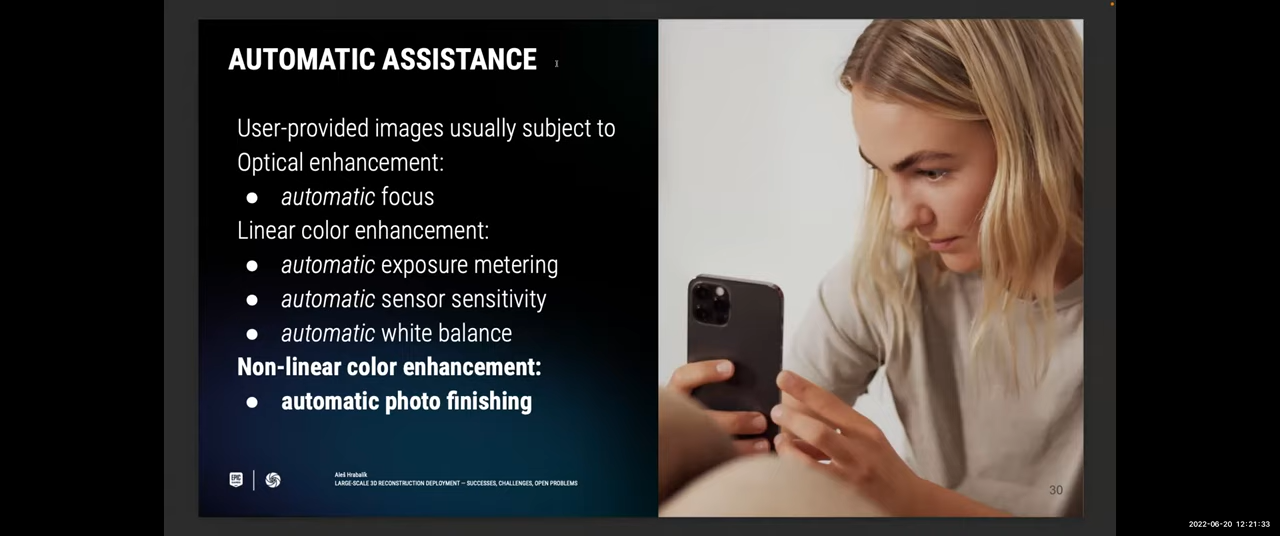 AUTOMATIC ASSISTANCE
User-provided images usually subject to
Optical enhancement:
● automatic focus
Linear color enhancement:
● automatic exposure metering
● automatic sensor sensitivity
● automatic white balance
Non-linear color enhancement:
● automatic photo finishing
EPIC
Aleš Hrabalík
LARGE-SCALE 3D RECONSTRUCTION DEPLOYMENT — SUCCESSES, CHALLENGES, OPEN PROBLEMS
30
2022-06-20 12:21:33